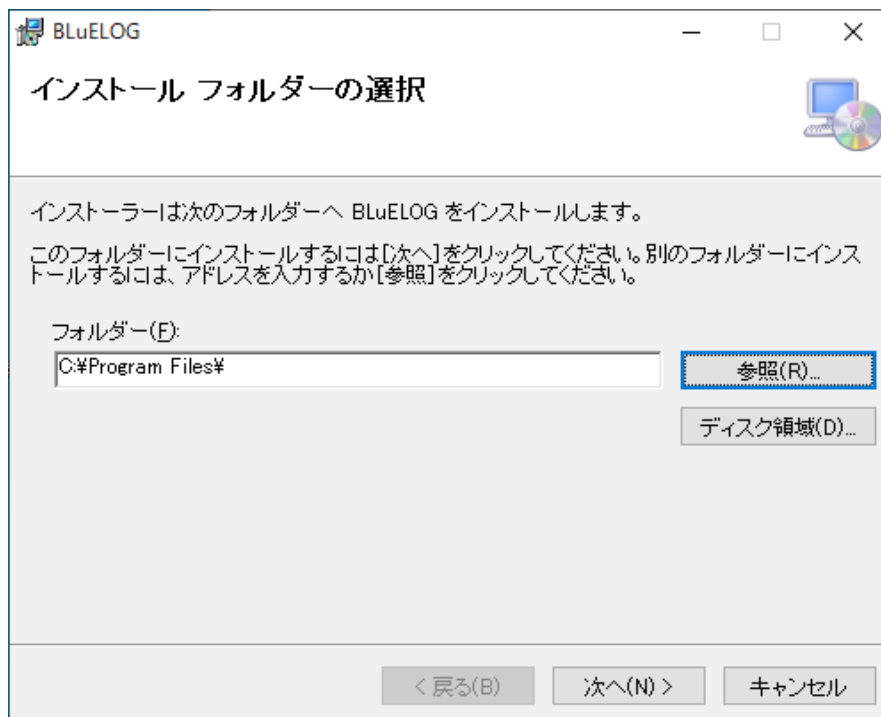 BLuELOG
インストール フォルダーの選択
インストーラーは次のフォルダーへ BLuELOG をインストールします。
このフォルダーにインストールするには[次へ]をクリックしてください。別のフォルダーにインス
トールするには、アドレスを入力するか[参照]をクリックしてください。
フォルダー(F):
C:¥Program Files¥
参照(R)...
ディスク領域(D)...
< 戻る(B)
次へ(N) >
キャンセル